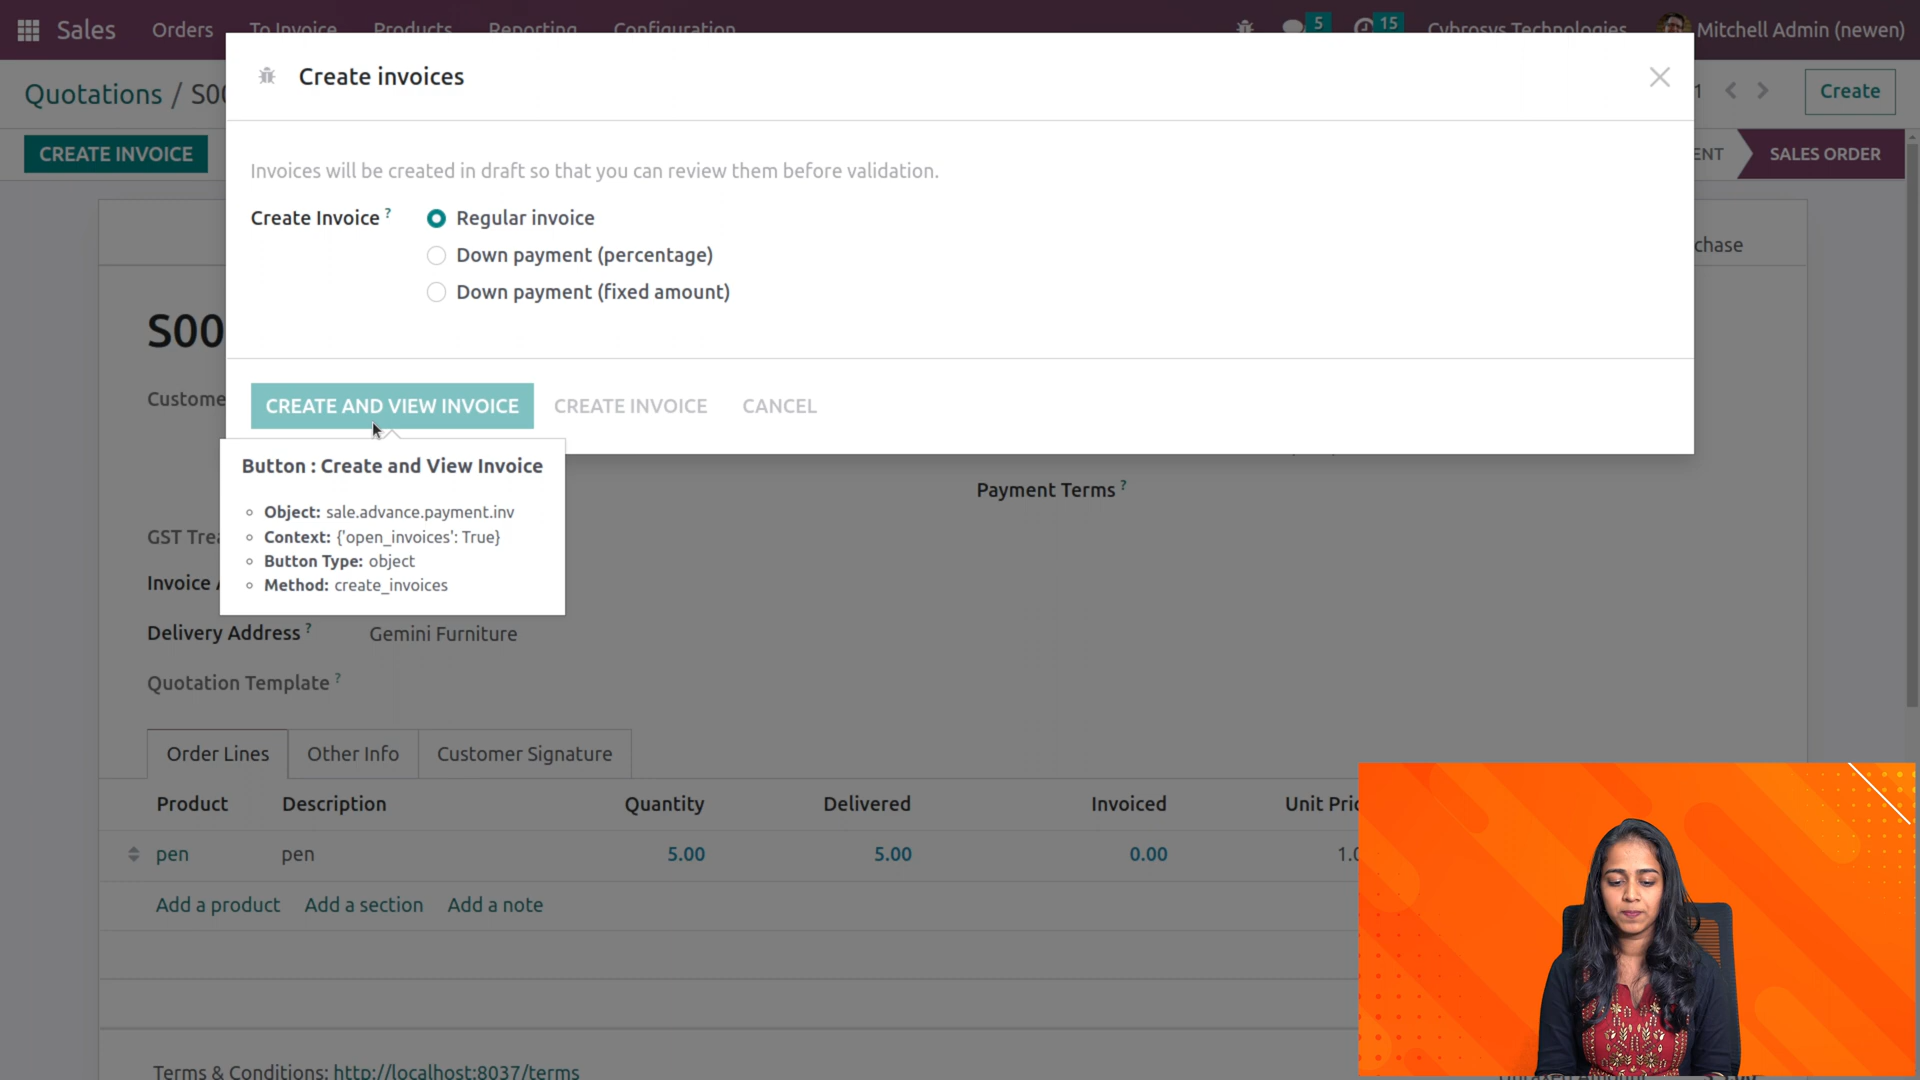 Sales Orders To Invoice Products Reporting Configuration 5 15 Cybrosys Technologies Mitchell Admin (newen)
Create invoices
Quotations / S00
1
Create
CREATE INVOICE
ENT
SALES ORDER
Invoices will be created in draft so that you can review them before validation.
Create Invoice ?
Regular invoice
Down payment (percentage)
Down payment (fixed amount)
chase
S00
CREATE AND VIEW INVOICE CREATE INVOICE CANCEL
Custome
Button : Create and View Invoice
Object: sale.advance.payment.inv
Context: {'open_invoices': True}
Button Type: object
Method: create_invoices
Payment Terms ?
GST Trea
Invoice A
Delivery Address ? Gemini Furniture
Quotation Template ?
Order Lines Other Info Customer Signature
Product Description Quantity Delivered Invoiced Unit Pric
pen pen 5.00 5.00 0.00 1.0
Add a product Add a section Add a note
Terms & Conditions: http://localhost:8037/terms